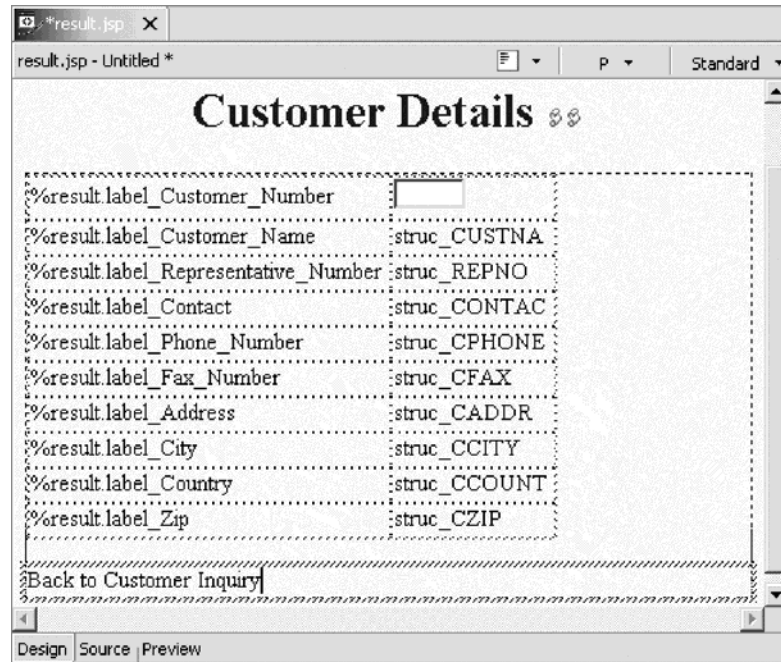 *result.jsp
result.jsp - Untitled * P Standard
Customer Details
%result.label_Customer_Number
%result.label_Customer_Name struc_CUSTNA
%result.label_Representative_Number struc_REPNO
%result.label_Contact struc_CONTAC
%result.label_Phone_Number struc_CPHONE
%result.label_Fax_Number struc_CFAX
%result.label_Address struc_CADDR
%result.label_City struc_CCITY
%result.label_Country struc_CCOUNT
%result.label_Zip struc_CZIP
Back to Customer Inquiry
Design Source Preview